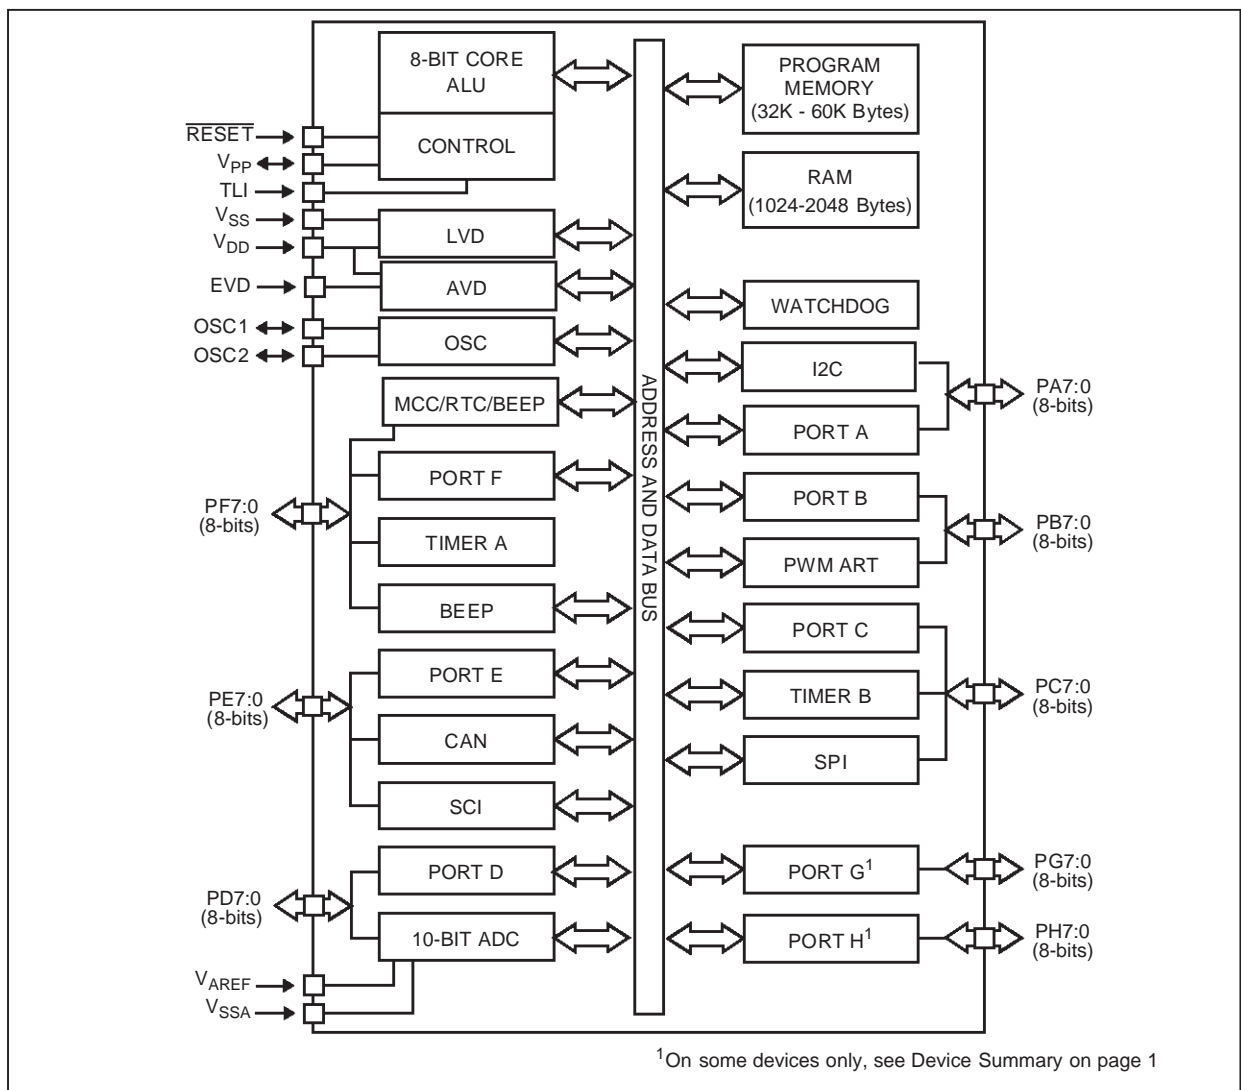 8-BIT CORE
ALU
CONTROL
RESET
VPP
TLI
VSS
VDD
EVD
OSC1
OSC2
LVD
AVD
OSC
MCC/RTC/BEEP
PORT F
TIMER A
BEEP
PF7:0
(8-bits)
PORT E
CAN
SCI
PE7:0
(8-bits)
PORT D
10-BIT ADC
PD7:0
(8-bits)
VAREF
VSSA
ADDRESS AND DATA BUS
PROGRAM
MEMORY
(32K - 60K Bytes)
RAM
(1024-2048 Bytes)
WATCHDOG
I2C
PORT A
PA7:0
(8-bits)
PORT B
PWM ART
PB7:0
(8-bits)
PORT C
TIMER B
SPI
PC7:0
(8-bits)
PORT G1
PG7:0
(8-bits)
PORT H1
PH7:0
(8-bits)
1On some devices only, see Device Summary on page 1